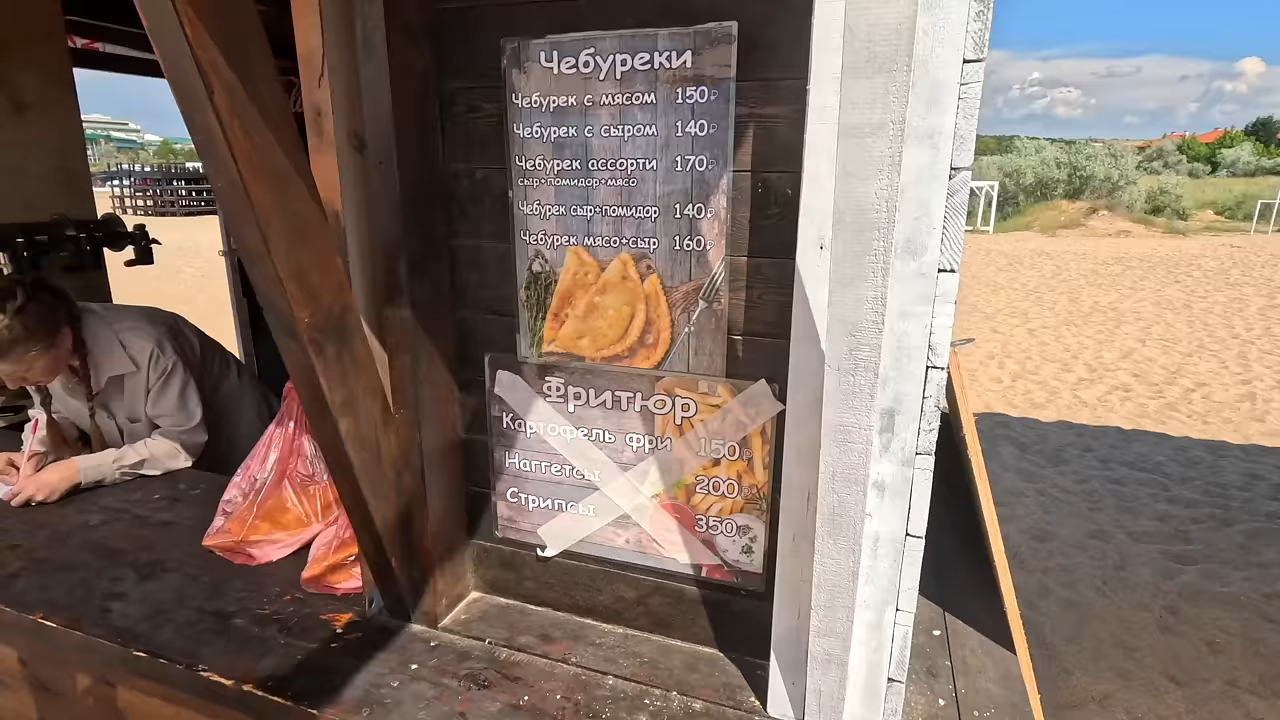 Чебуреки
Чебурек с мясом 150₽
Чебурек с сыром 140₽
Чебурек ассорти 170₽
сыр+помидор+мясо
Чебурек сыр+помидор 140₽
Чебурек мясо+сыр 160₽
Фритюр
Картофель фри 150₽
Наггетсы 200₽
Стрипсы 350₽